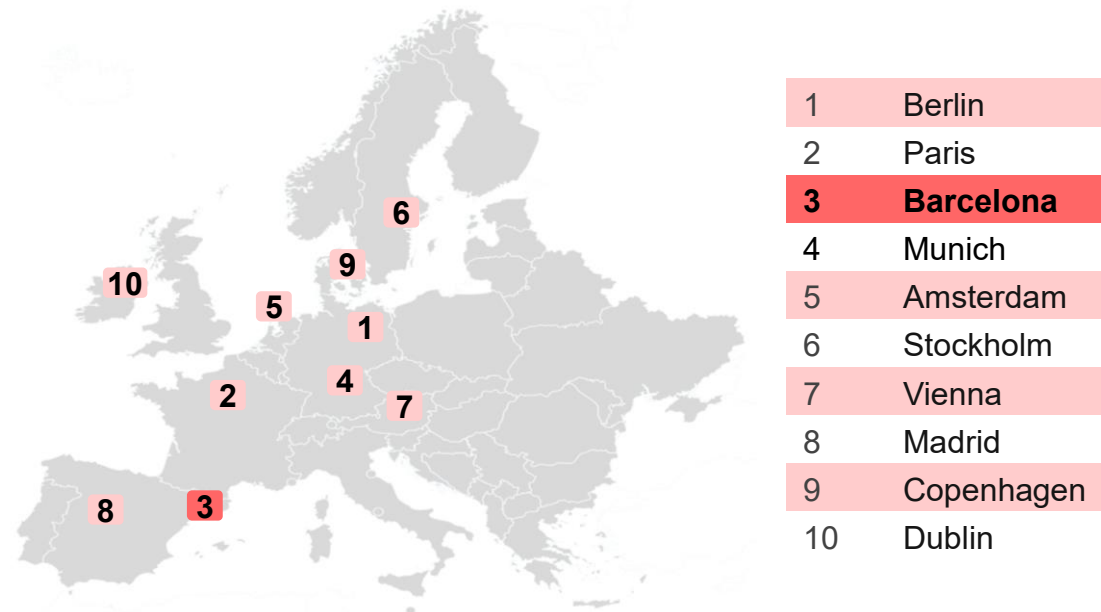 6
9
10
5
1
4
2
7
8
3
1 Berlin
2 Paris
3 Barcelona
4 Munich
5 Amsterdam
6 Stockholm
7 Vienna
8 Madrid
9 Copenhagen
10 Dublin